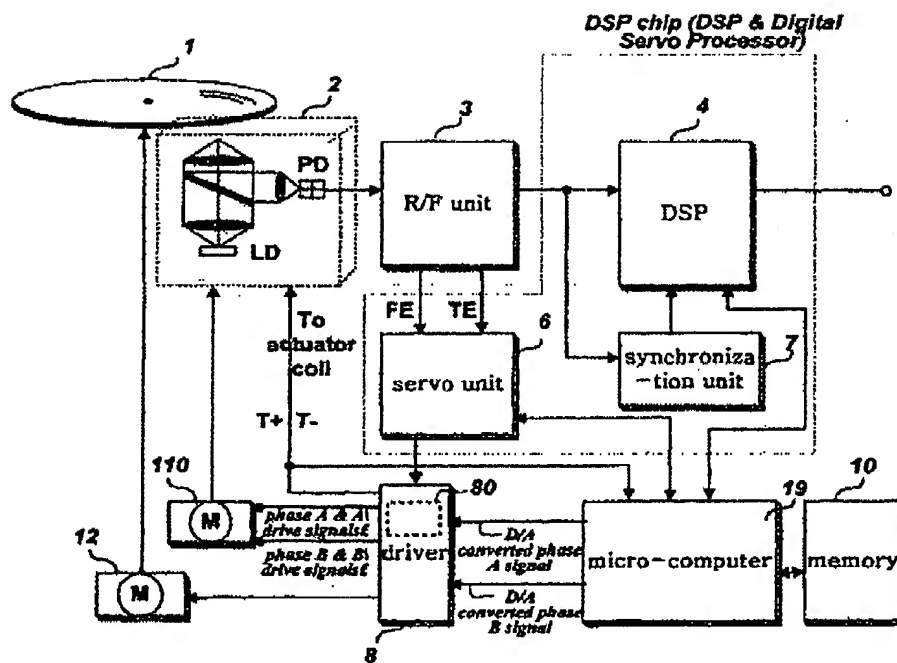 DSP chip (DSP & Digital
Servo Processor)
1
2
3
4
PD
R/F unit
DSP
LD
FE
TE
6
To
actuator
coil
servo unit
synchroniza
-tion unit
7
T+
T-
110
80
19
10
M
phase A & A\
drive signals£
phase B & B\
drive signals£
driver
D/A
converted phase
A signal
micro-computer
memory
12
M
D/A
converted phase
B signal
8